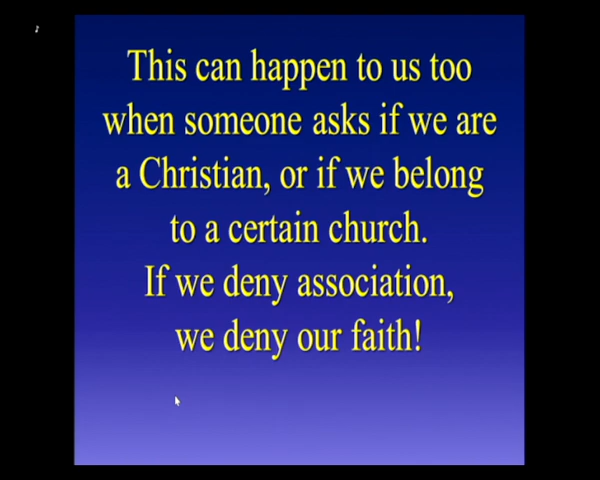 This can happen to us too
when someone asks if we are
a Christian, or if we belong
to a certain church.
If we deny association,
we deny our faith!